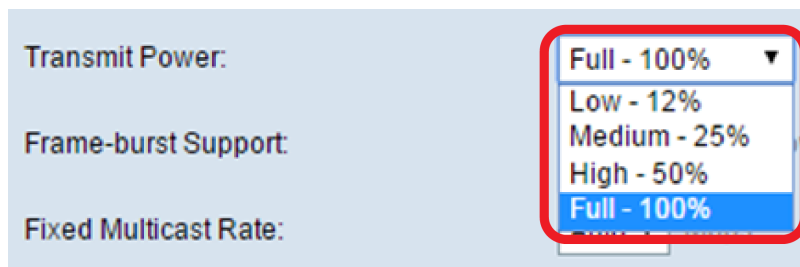 Transmit Power:
Full - 100%
Low - 12%
Medium - 25%
Frame-burst Support:
High - 50%
Full - 100%
Fixed Multicast Rate: